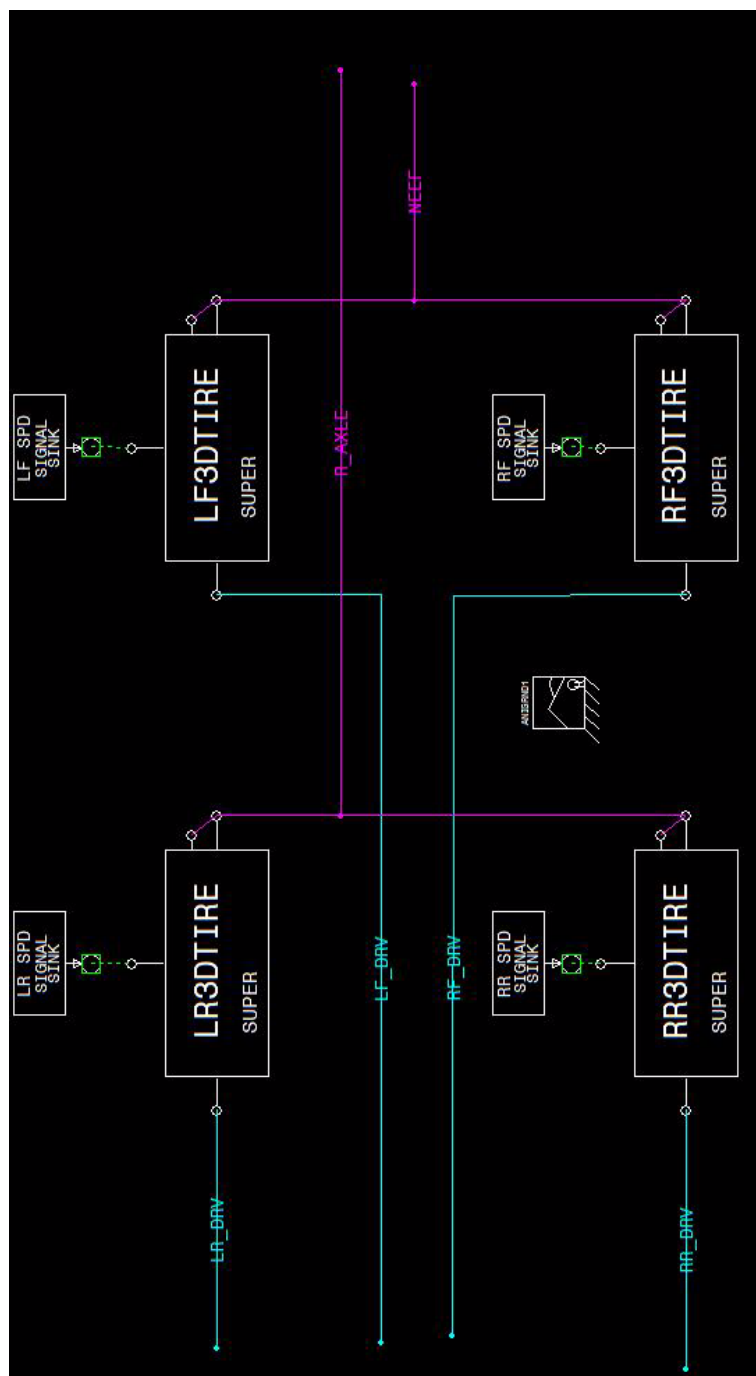 LF SPD
SIGNAL
SINK
LF3DTIRE
SUPER
R_AXLE
RF SPD
SIGNAL
SINK
RF3DTIRE
SUPER
ANIGRND1
LR SPD
SIGNAL
SINK
LR3DTIRE
SUPER
LF_DRV
RF_DRV
RR SPD
SIGNAL
SINK
RR3DTIRE
SUPER
LR_DRV
RR_DRV